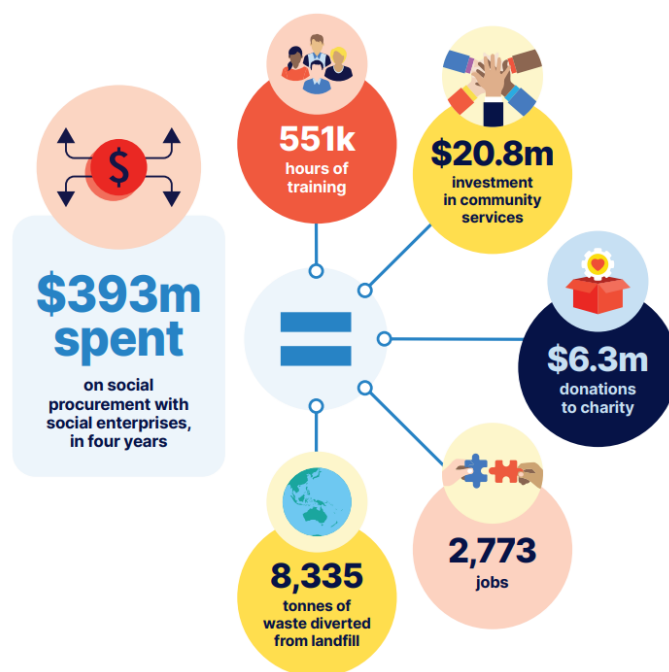 $393m
spent
on social
procurement with
social enterprises,
in four years
551k
hours of
training
$20.8m
investment
in community
services
$6.3m
donations
to charity
2,773
jobs
8,335
tonnes of
waste diverted
from landfill